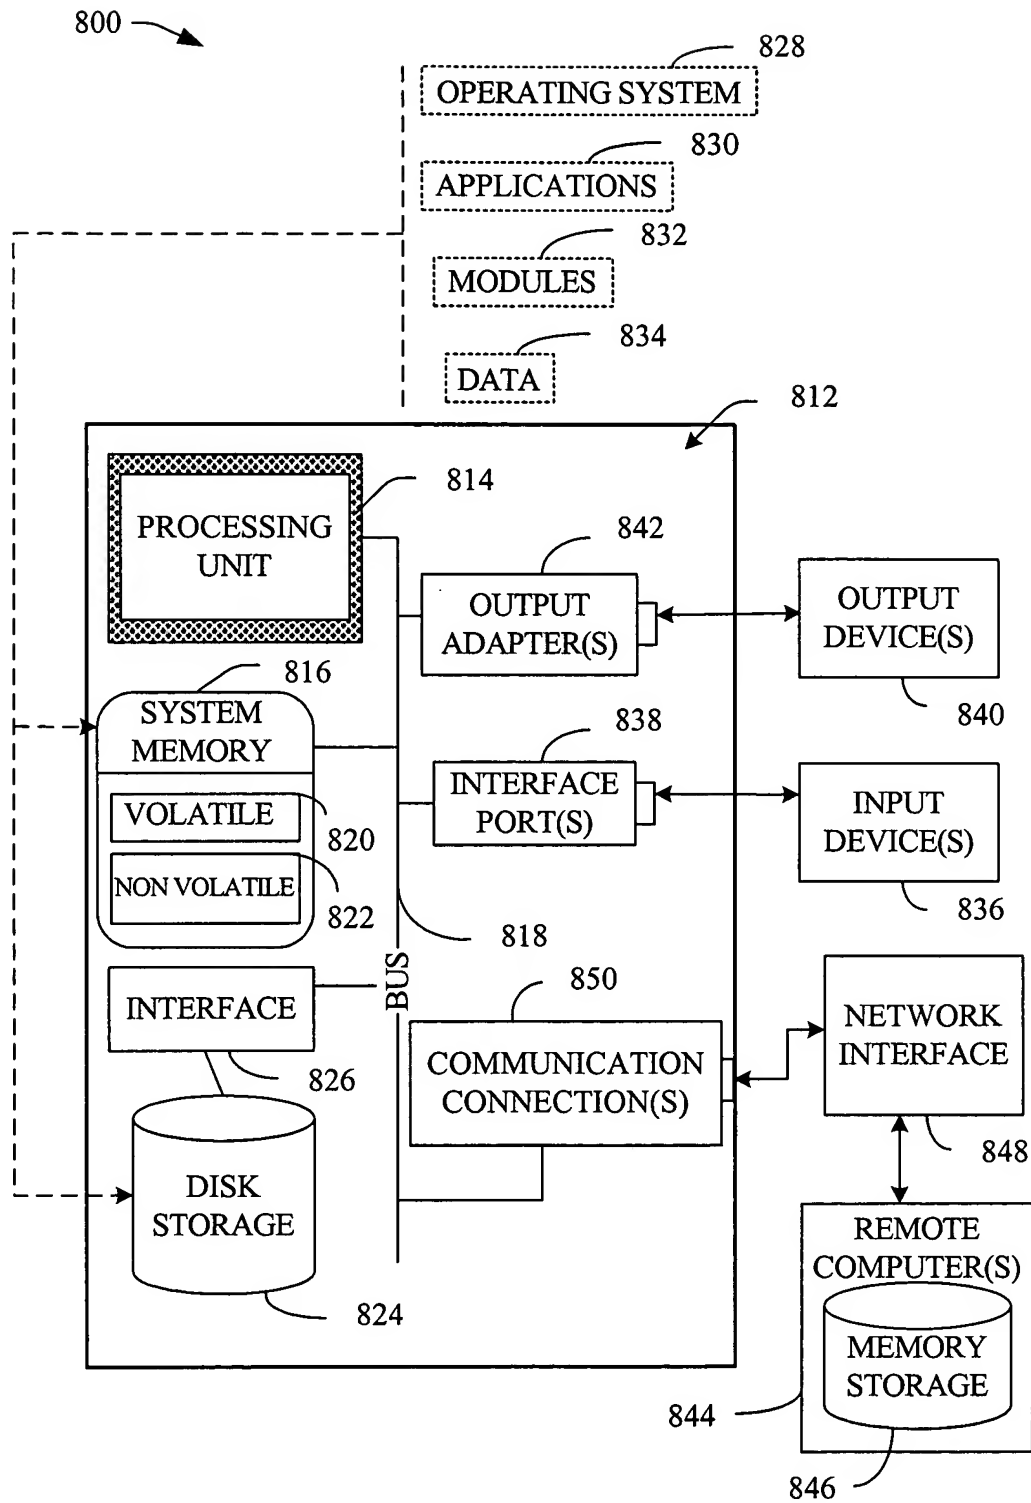 800
828
OPERATING SYSTEM
830
APPLICATIONS
832
MODULES
834
DATA
812
814
PROCESSING
UNIT
842
OUTPUT
ADAPTER(S)
OUTPUT
DEVICE(S)
840
816
SYSTEM
MEMORY
838
INTERFACE
PORT(S)
INPUT
DEVICE(S)
836
VOLATILE
820
NON VOLATILE
822
818
BUS
INTERFACE
826
850
COMMUNICATION
CONNECTION(S)
NETWORK
INTERFACE
848
DISK
STORAGE
824
REMOTE
COMPUTER(S)
MEMORY
STORAGE
844
846